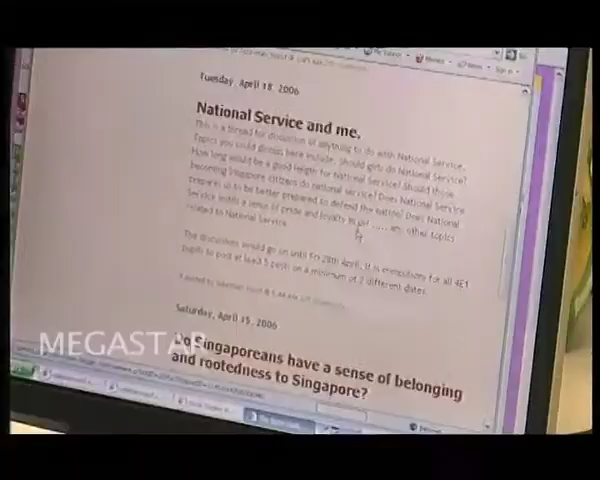 Tuesday, April 18, 2006
National Service and me.
This is a thread for discussion of anything to do with National Service.
Topics you could discuss here include: Should girls do National Service?
How long would be a good length for National Service? Should those
becoming Singapore citizens do national service? Does National Service
prepare us to be better prepared to defend the nation? Does National
Service instils a sense of pride and loyalty in us? ..... any other topics
related to National Service.
The discussion would go on until Fri 28th April. It is compulsory for all 4E1
pupils to post at least 3 posts on a minimum of 2 different dates.
Saturday, April 15, 2006
Do Singaporeans have a sense of belonging
and rootedness to Singapore?
MEGASTAR